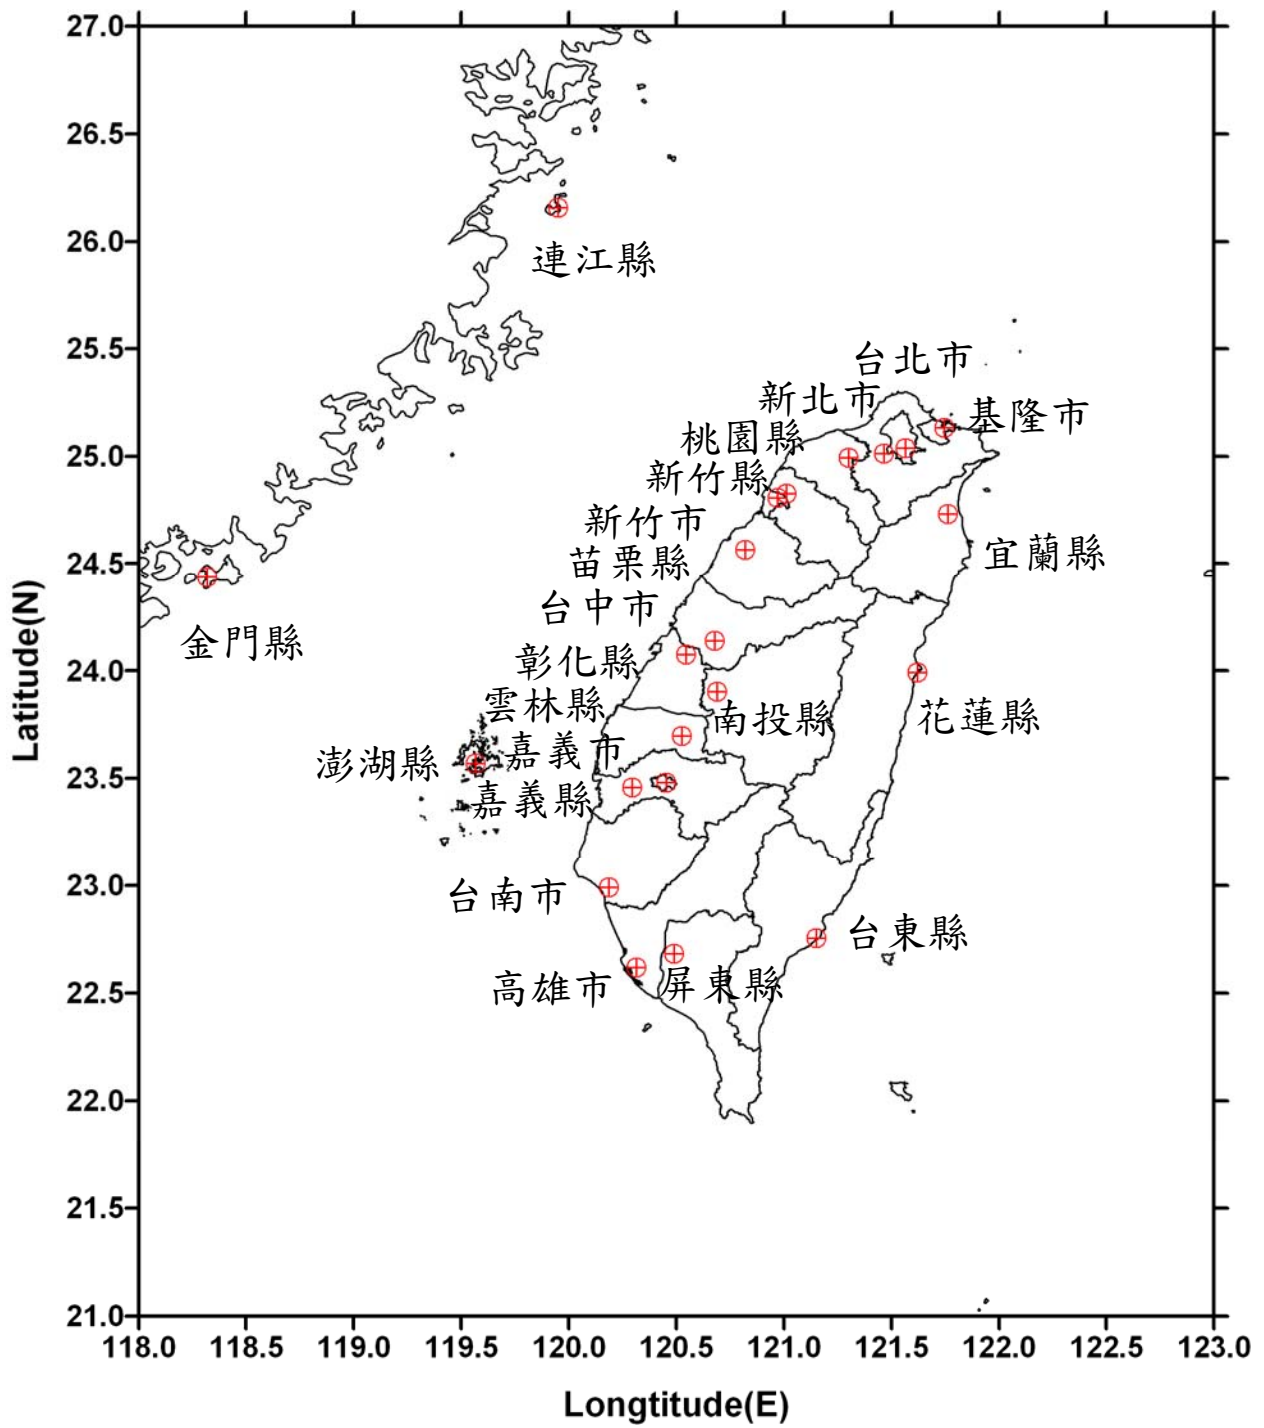 27.0
26.5
26.0
25.5
25.0
24.5
24.0
23.5
23.0
22.5
22.0
21.5
21.0
Latitude(N)
連江縣
台北市
新北市
基隆市
桃園縣
新竹縣
新竹市
宜蘭縣
苗栗縣
台中市
金門縣
彰化縣
雲林縣
南投縣
花蓮縣
嘉義市
澎湖縣
嘉義縣
台南市
台東縣
高雄市
屏東縣
118.0 118.5 119.0 119.5 120.0 120.5 121.0 121.5 122.0 122.5 123.0
Longtitude(E)